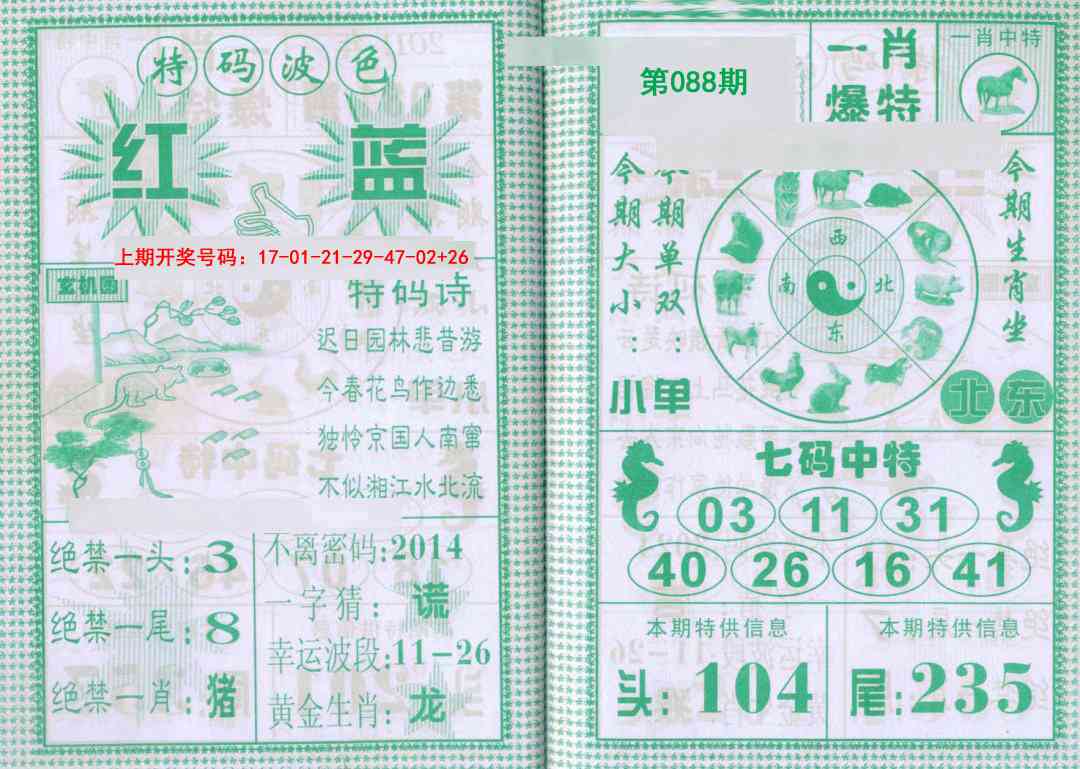 特码波色
红 蓝
上期开奖号码：17-01-21-29-47-02+26
玄机图
特码诗
迟日园林悲昔游
今春花鸟作边悉
独怜京国人南窜
不似湘江水北流
绝禁一头：3
绝禁一尾：8
绝禁一肖：猪
不离密码：2014
一字猜：谎
幸运波段：11-26
黄金生肖：龙
第088期
一肖
爆特
一肖中特
今期大小：小
今期单双：单
西
南 北
东
今期生肖坐
北东
七码中特
03 11 31
40 26 16 41
本期特供信息
头：104
本期特供信息
尾：235